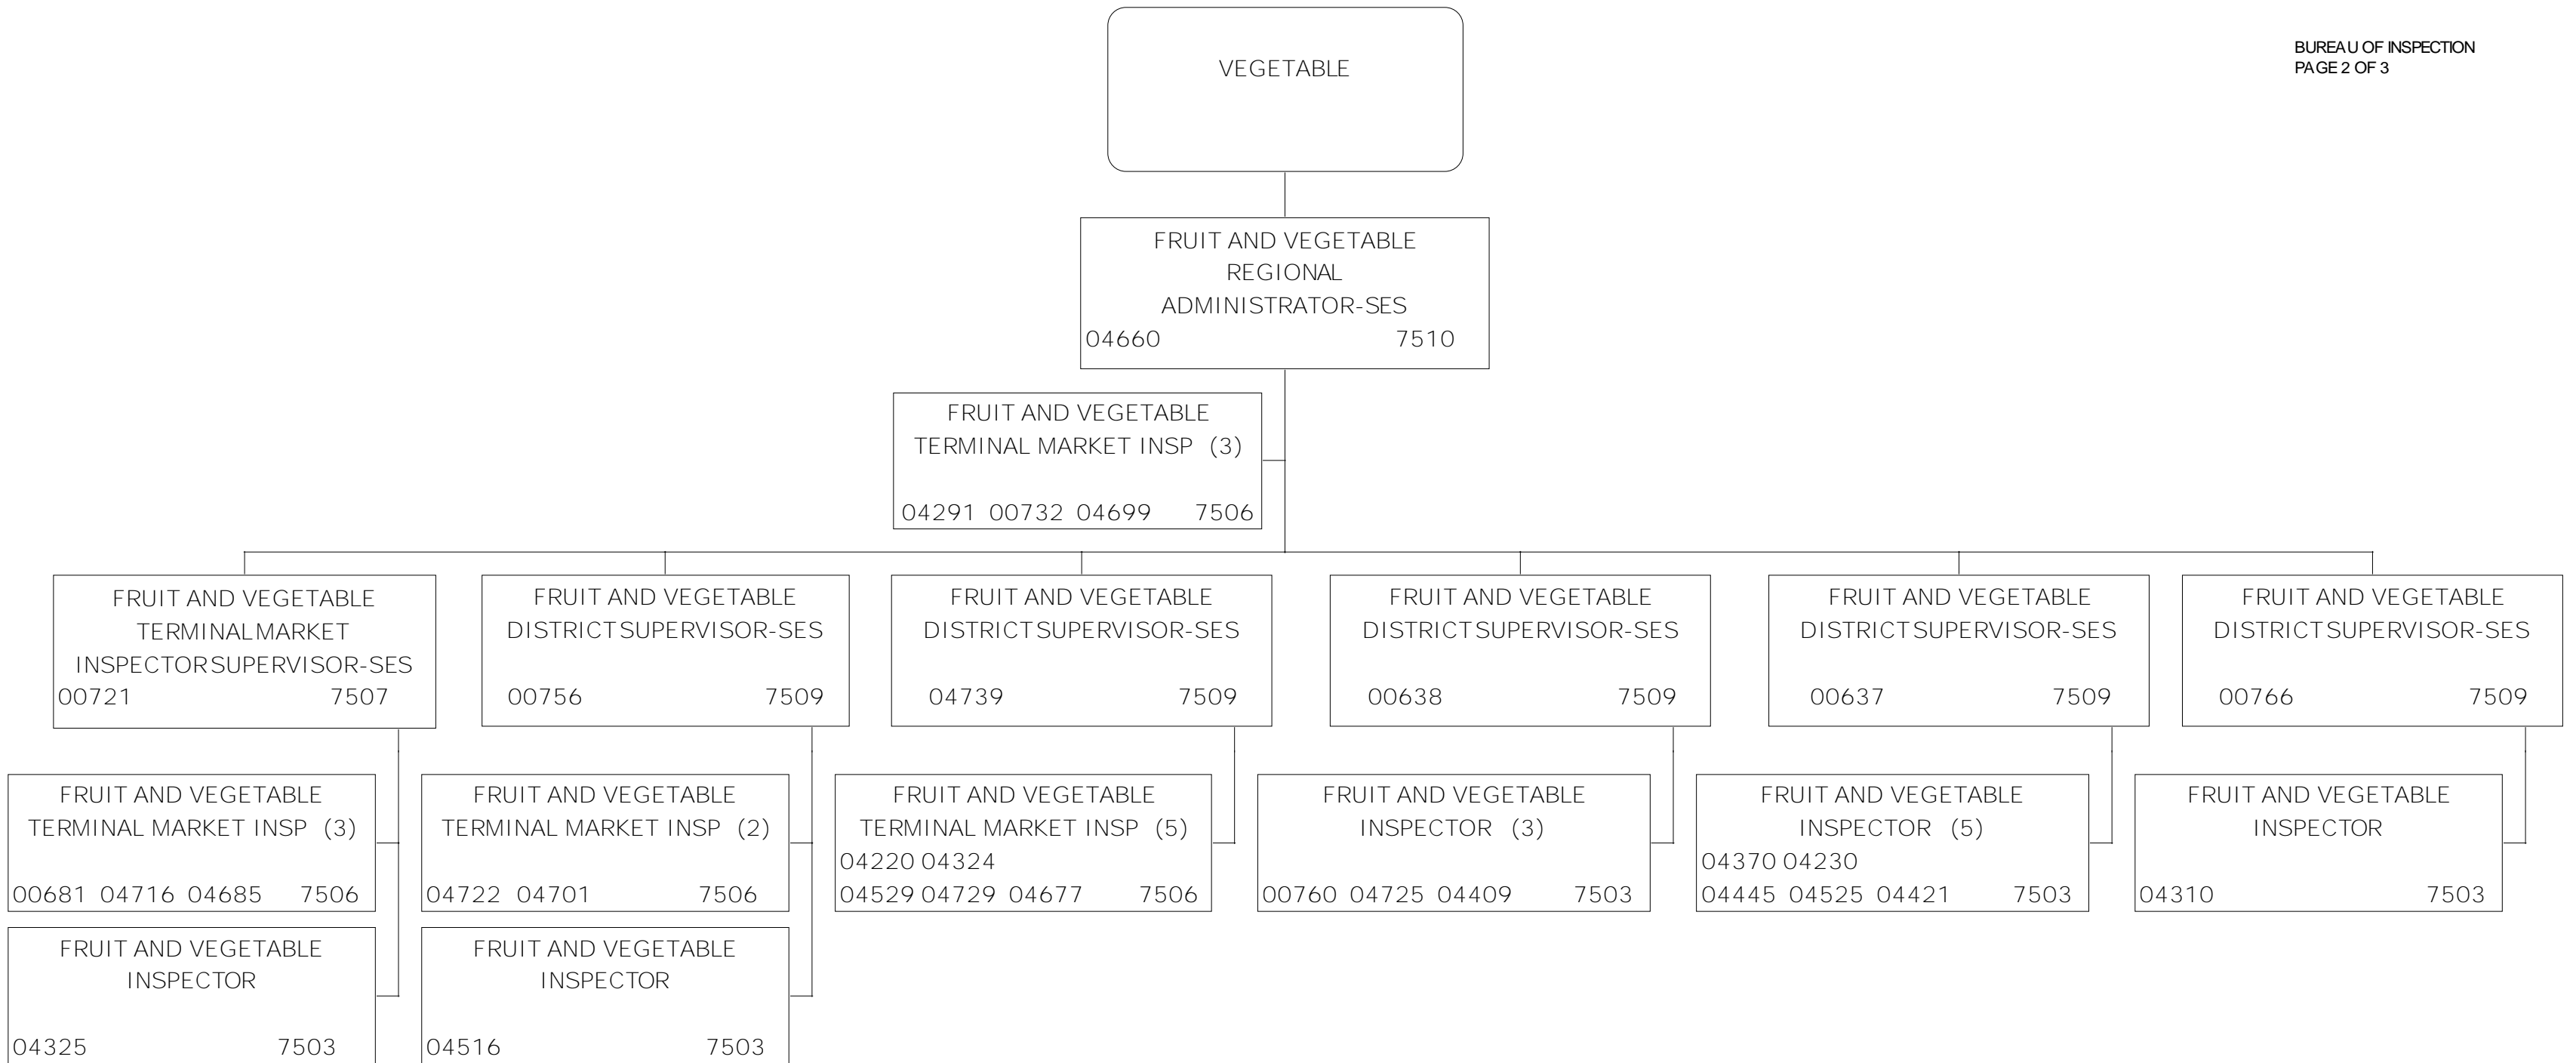 BUREAU OF INSPECTION
PAGE 2 OF 3
VEGETABLE
FRUIT AND VEGETABLE
REGIONAL
ADMINISTRATOR-SES
04660 7510
FRUIT AND VEGETABLE
TERMINAL MARKET INSP (3)
04291 00732 04699 7506
FRUIT AND VEGETABLE
TERMINAL MARKET
INSPECTOR SUPERVISOR-SES
00721 7507
FRUIT AND VEGETABLE
DISTRICT SUPERVISOR-SES
00756 7509
FRUIT AND VEGETABLE
DISTRICT SUPERVISOR-SES
04739 7509
FRUIT AND VEGETABLE
DISTRICT SUPERVISOR-SES
00638 7509
FRUIT AND VEGETABLE
DISTRICT SUPERVISOR-SES
00637 7509
FRUIT AND VEGETABLE
DISTRICT SUPERVISOR-SES
00766 7509
FRUIT AND VEGETABLE
TERMINAL MARKET INSP (3)
00681 04716 04685 7506
FRUIT AND VEGETABLE
TERMINAL MARKET INSP (2)
04722 04701 7506
FRUIT AND VEGETABLE
TERMINAL MARKET INSP (5)
04220 04324
04529 04729 04677 7506
FRUIT AND VEGETABLE
INSPECTOR (3)
00760 04725 04409 7503
FRUIT AND VEGETABLE
INSPECTOR (5)
04370 04230
04445 04525 04421 7503
FRUIT AND VEGETABLE
INSPECTOR
04310 7503
FRUIT AND VEGETABLE
INSPECTOR
04325 7503
FRUIT AND VEGETABLE
INSPECTOR
04516 7503